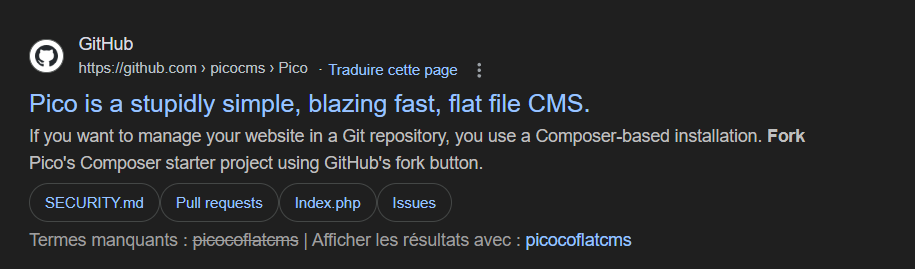 GitHub
https://github.com › picocms › Pico · Traduire cette page
Pico is a stupidly simple, blazing fast, flat file CMS.
If you want to manage your website in a Git repository, you use a Composer-based installation. Fork
Pico's Composer starter project using GitHub's fork button.
SECURITY.md Pull requests Index.php Issues
Termes manquants : picocoflatcms | Afficher les résultats avec : picocoflatcms